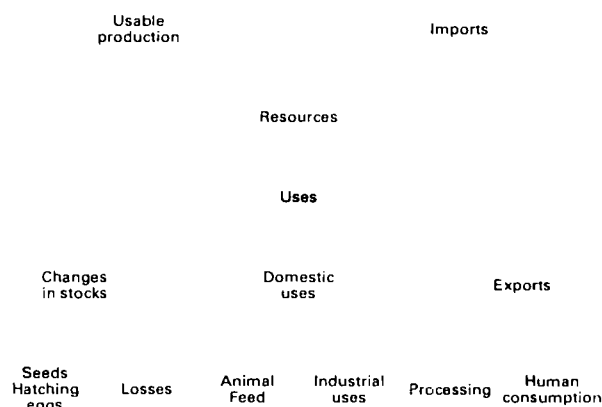 Usable
production
Imports
Resources
Uses
Changes
in stocks
Domestic
uses
Exports
Seeds
Hatching
eggs
Losses
Animal
Feed
Industrial
uses
Processing
Human
consumption